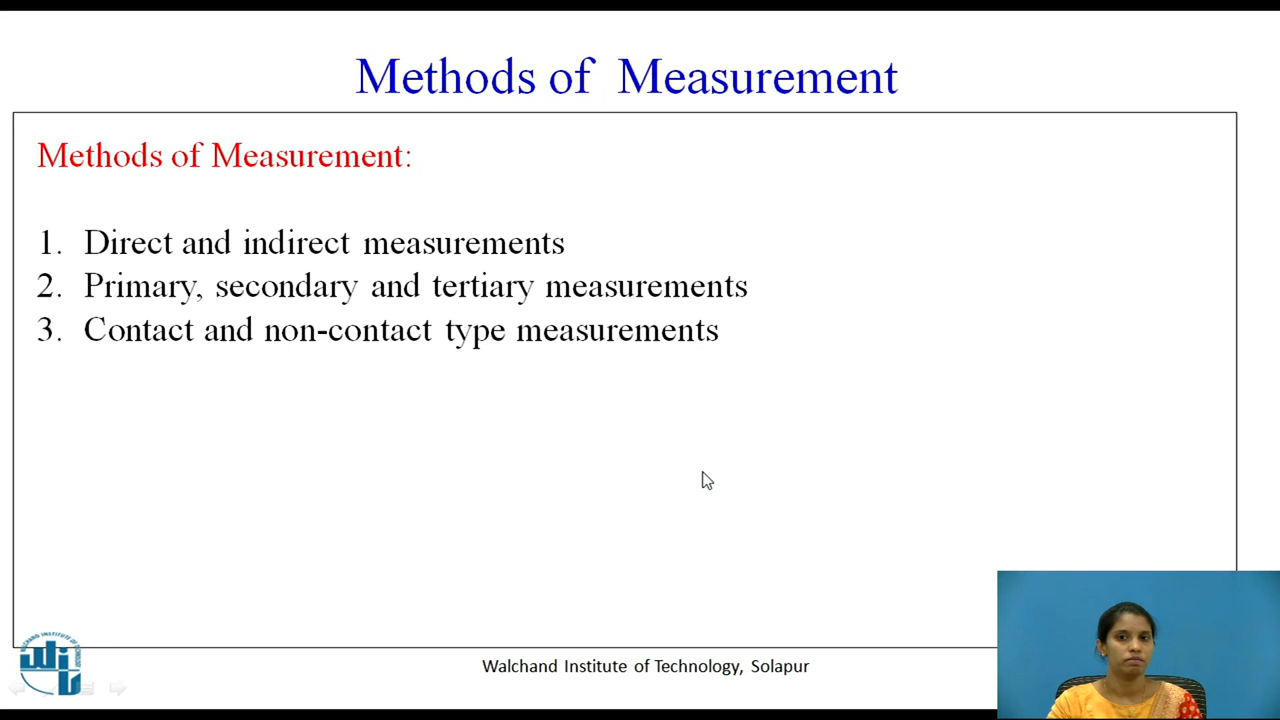 Methods of Measurement
Methods of Measurement:
1. Direct and indirect measurements
2. Primary, secondary and tertiary measurements
3. Contact and non-contact type measurements
Walchand Institute of Technology, Solapur